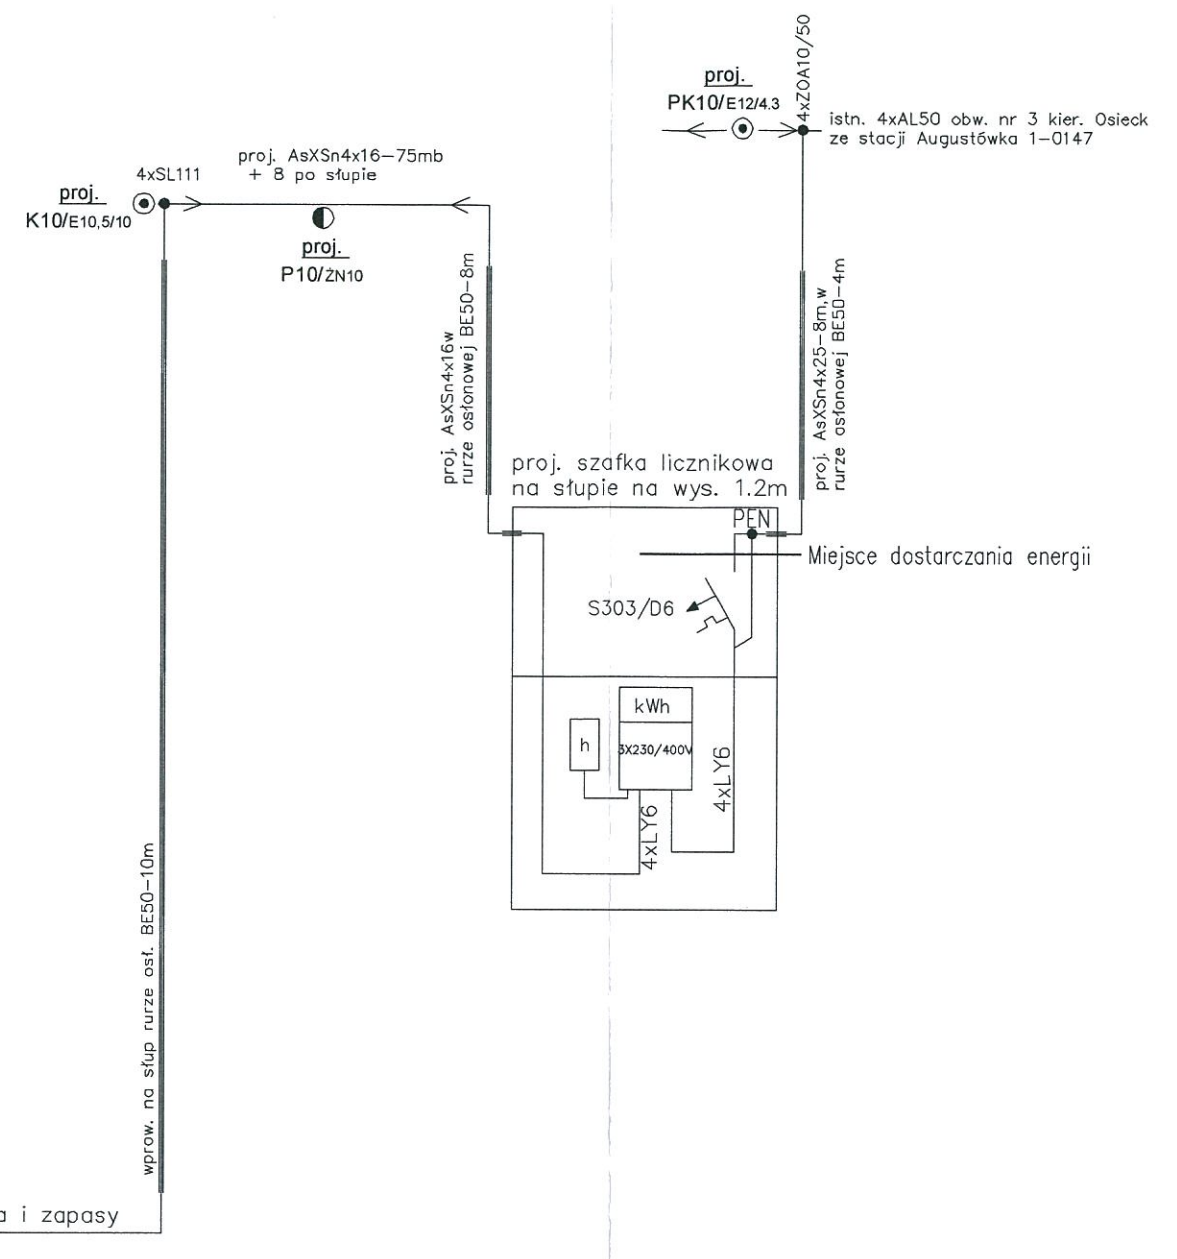 4xZOA10/50
proj.
PK10/E12/4.3
istn. 4xAL50 obw. nr 3 kier. Osieck
ze stacji Augustówka 1-0147
proj. AsXSn4x16-75mb
+ 8 po słupie
4xSL111
proj.
K10/E10,5/10
proj.
P10/ŻN10
proj. AsXSn4x16w
rurze osłonowej BE50-8m
proj. AsXSn4x25-8m,w
rurze osłonowej BE50-4m
proj. szafka licznikowa
na słupie na wys. 1.2m
PEN
Miejsce dostarczania energii
S303/D6
kWh
h
3X230/400V
4xLY6
4xLY6
wprow. na słup rurze osł. BE50-10m
a i zapasy